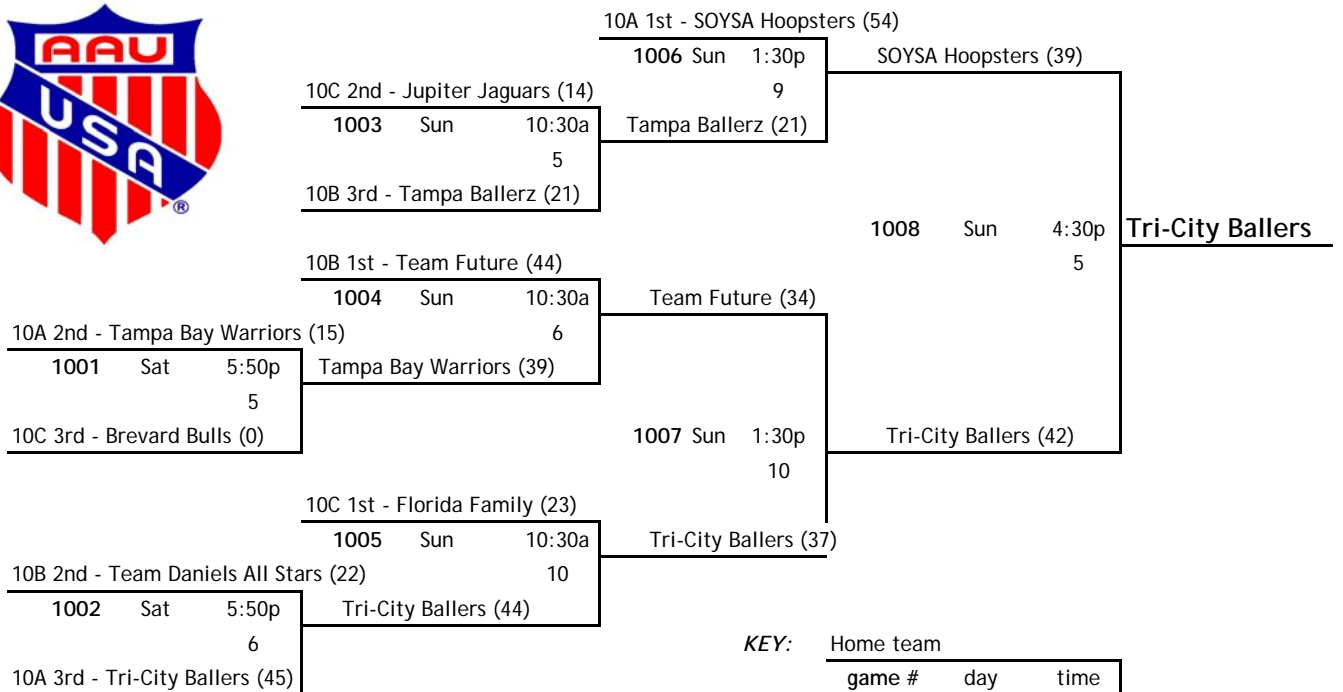 AAU
USA
®
10A 1st - SOYSA Hoopsters (54)
1006 Sun 1:30p
SOYSA Hoopsters (39)
10C 2nd - Jupiter Jaguars (14)
9
1003 Sun 10:30a
Tampa Ballerz (21)
5
10B 3rd - Tampa Ballerz (21)
1008 Sun 4:30p
Tri-City Ballers
10B 1st - Team Future (44)
5
1004 Sun 10:30a
Team Future (34)
10A 2nd - Tampa Bay Warriors (15)
6
1001 Sat 5:50p
Tampa Bay Warriors (39)
5
10C 3rd - Brevard Bulls (0)
1007 Sun 1:30p
Tri-City Ballers (42)
10
10C 1st - Florida Family (23)
1005 Sun 10:30a
Tri-City Ballers (37)
10B 2nd - Team Daniels All Stars (22)
10
1002 Sat 5:50p
Tri-City Ballers (44)
6
KEY: Home team
10A 3rd - Tri-City Ballers (45)
game # day time